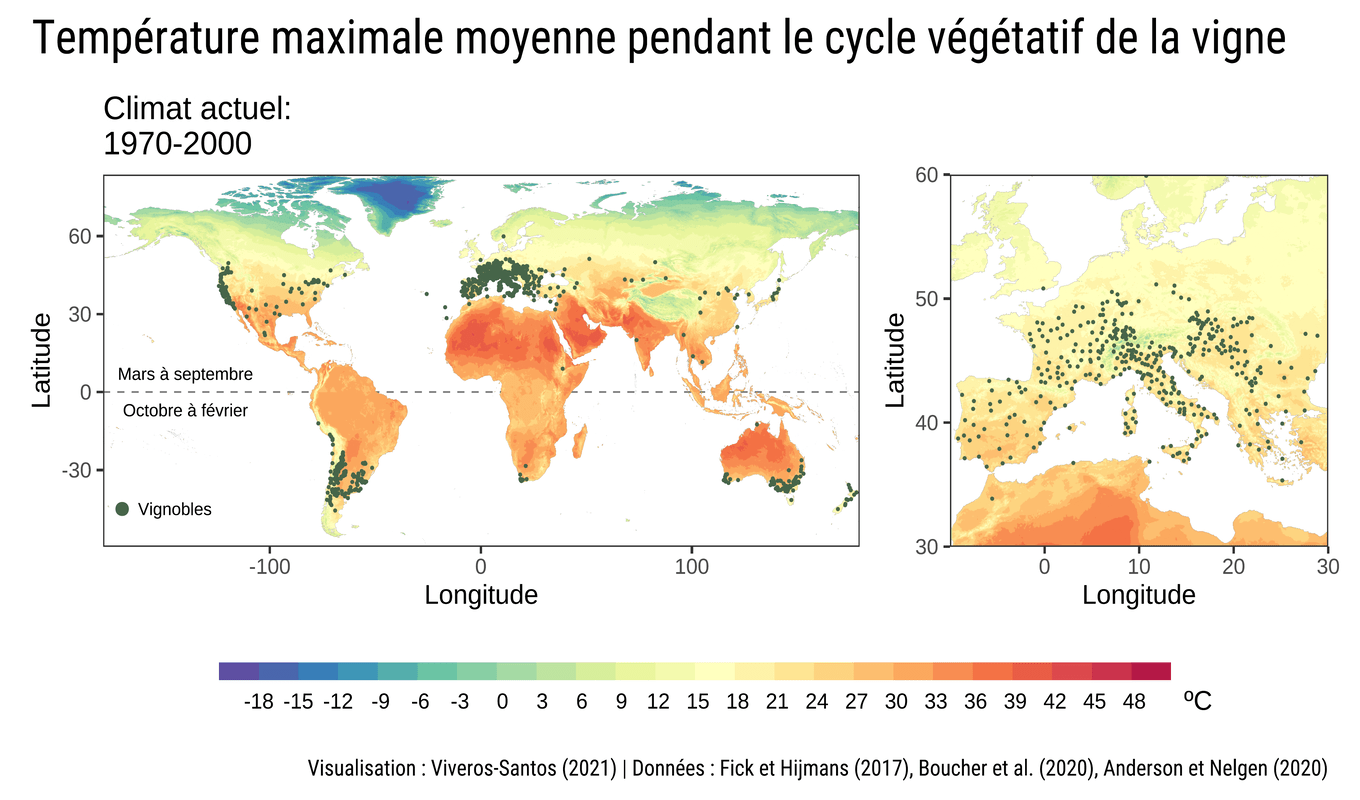 Température maximale moyenne pendant le cycle végétatif de la vigne
Climat actuel:
1970-2000
Latitude
60
30
0
-30
Mars à septembre
Octobre à février
Vignobles
-100
0
100
Longitude
Latitude
60
50
40
30
0
10
20
30
Longitude
-18 -15 -12 -9 -6 -3 0 3 6 9 12 15 18 21 24 27 30 33 36 39 42 45 48 ºC
Visualisation : Viveros-Santos (2021) | Données : Fick et Hijmans (2017), Boucher et al. (2020), Anderson et Nelgen (2020)